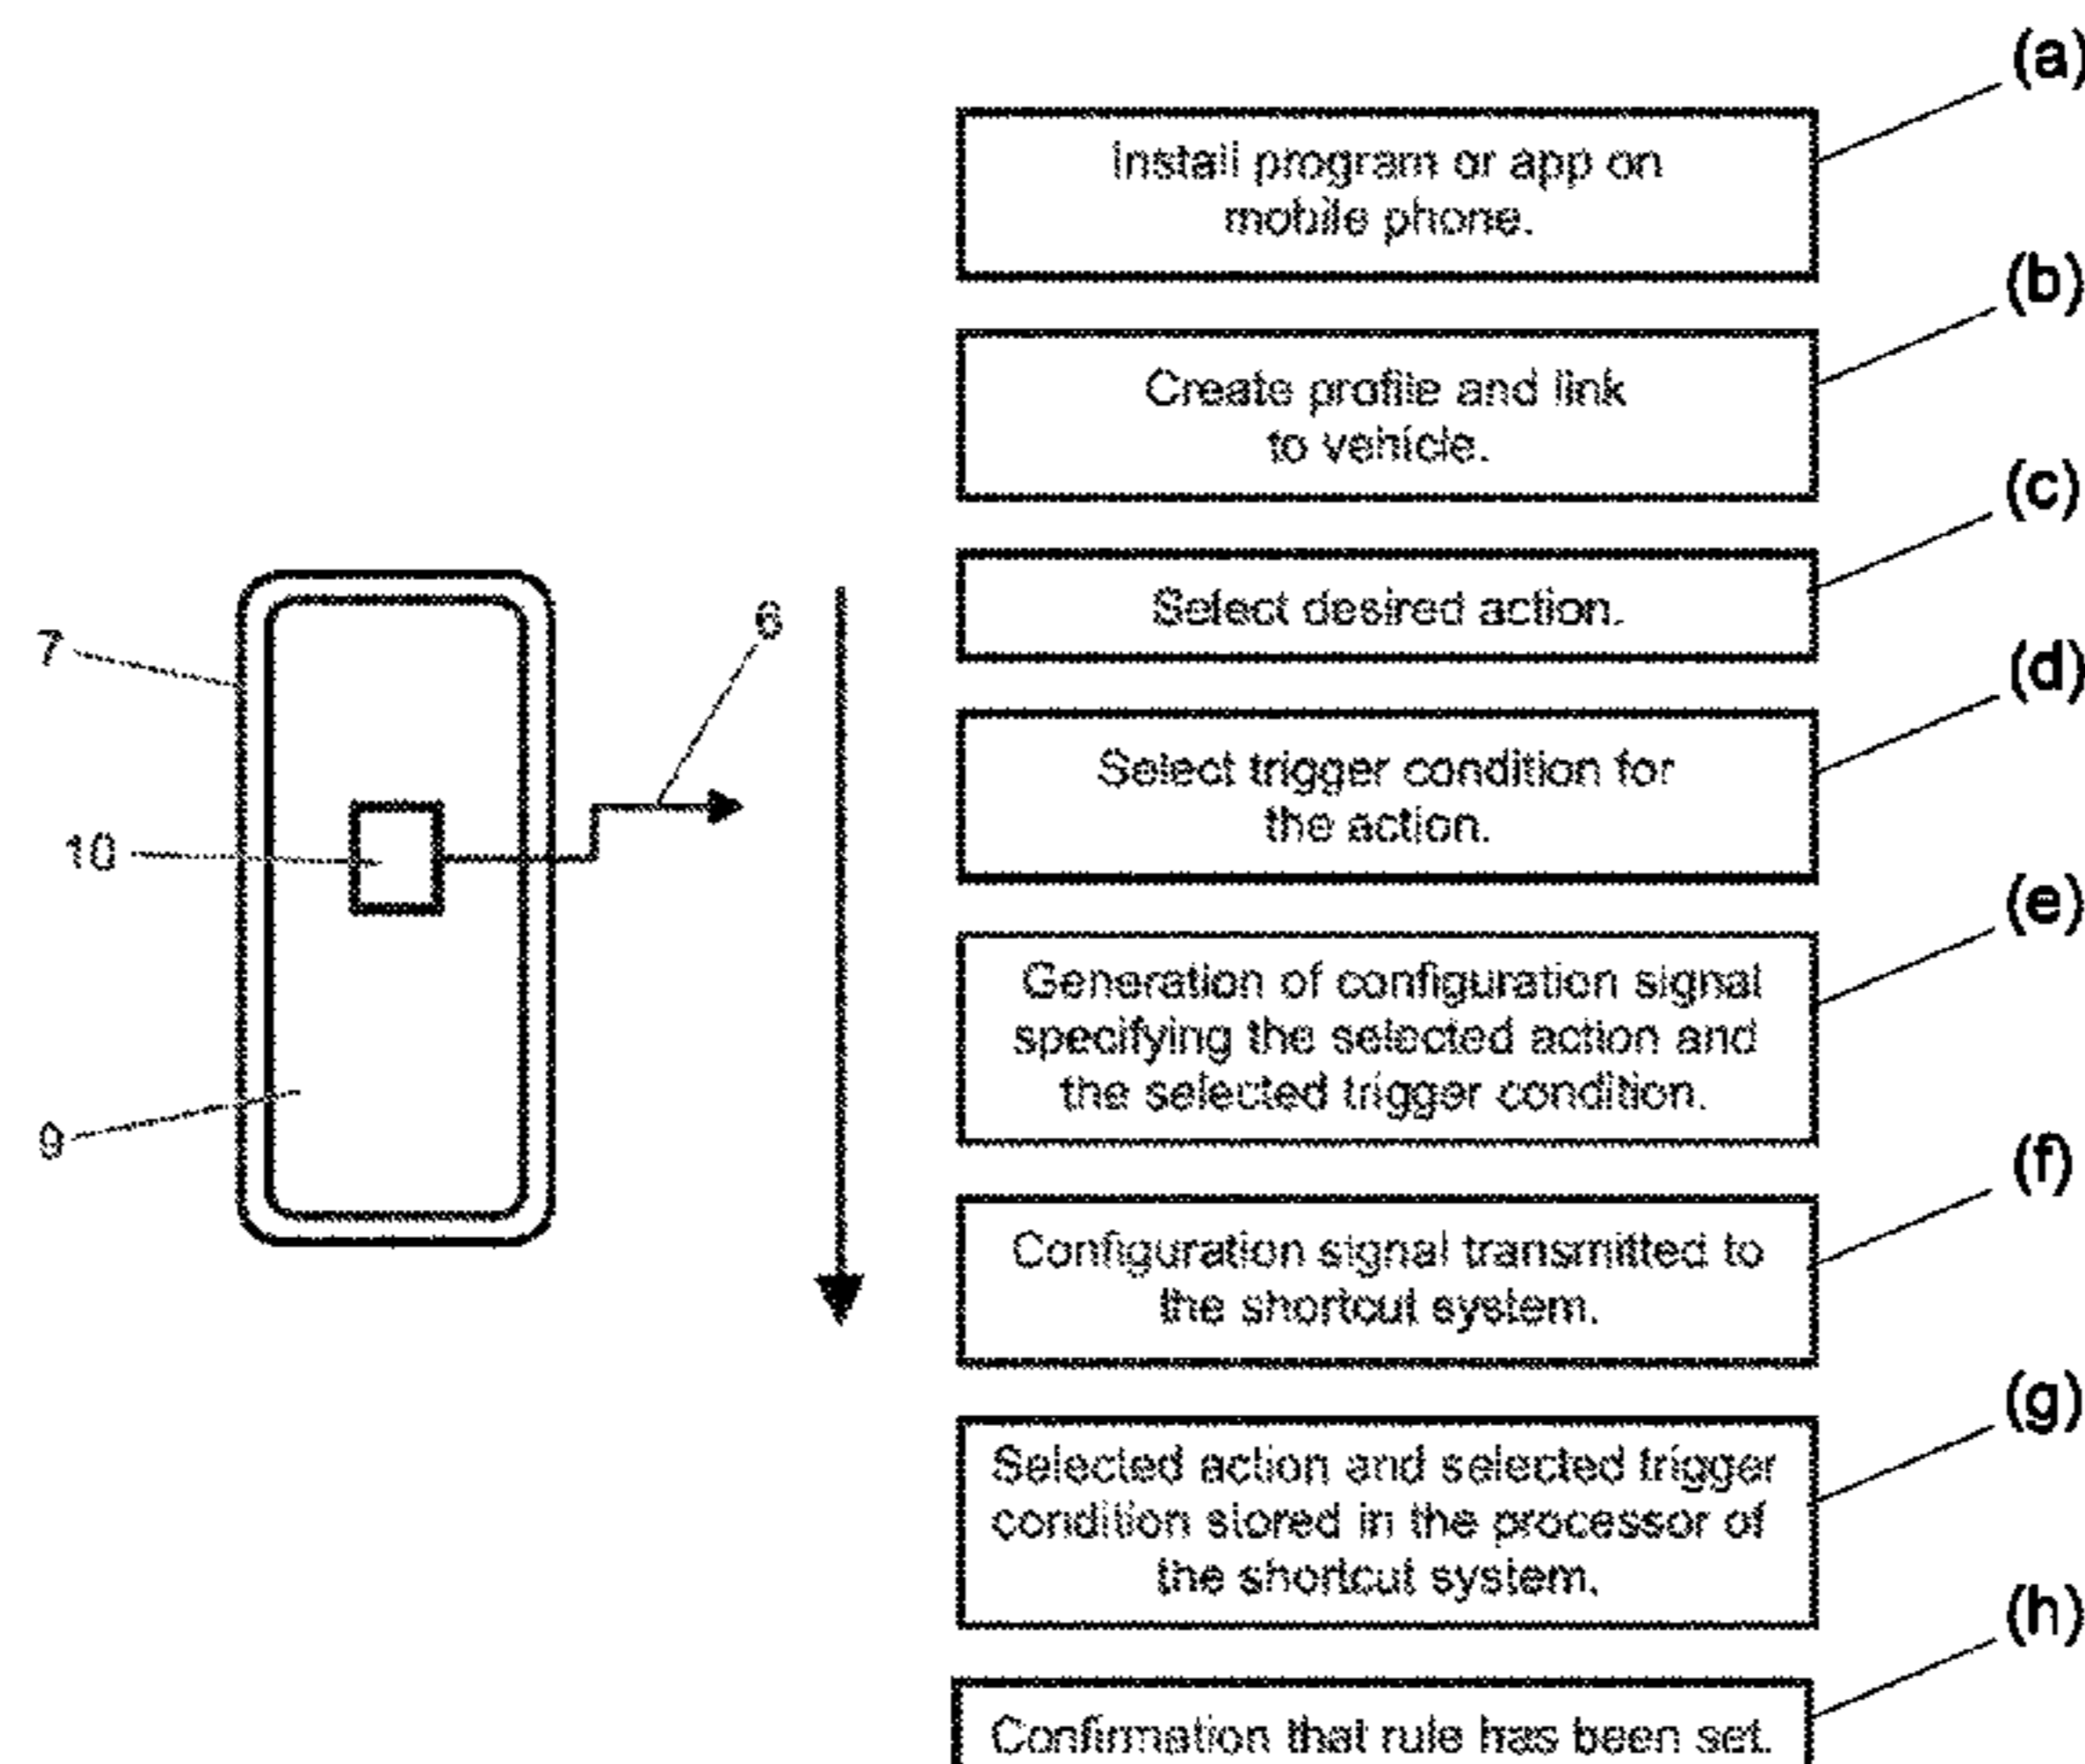 (a)
Install program or app on
mobile phone.
(b)
Create profile and link
to vehicle.
(c)
Select desired action.
(d)
Select trigger condition for
the action.
(e)
Generation of configuration signal
specifying the selected action and
the selected trigger condition.
(f)
Configuration signal transmitted to
the shortcut system.
(g)
Selected action and selected trigger
condition stored in the processor of
the shortcut system.
(h)
Confirmation that rule has been set.
7
6
10
9